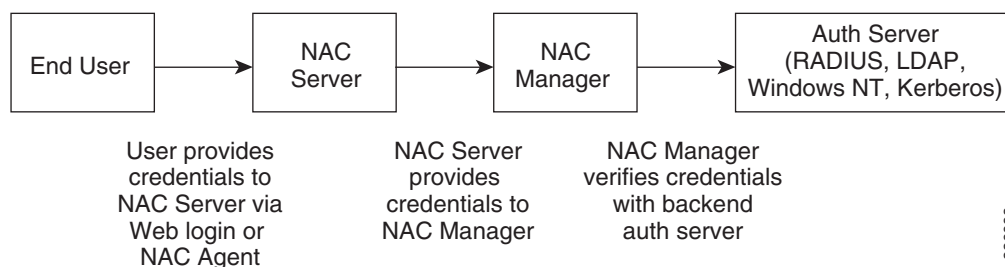 End User
NAC
Server
NAC
Manager
Auth Server
(RADIUS, LDAP,
Windows NT, Kerberos)
User provides
credentials to
NAC Server via
Web login or
NAC Agent
NAC Server
provides
credentials to
NAC Manager
NAC Manager
verifies credentials
with backend
auth server